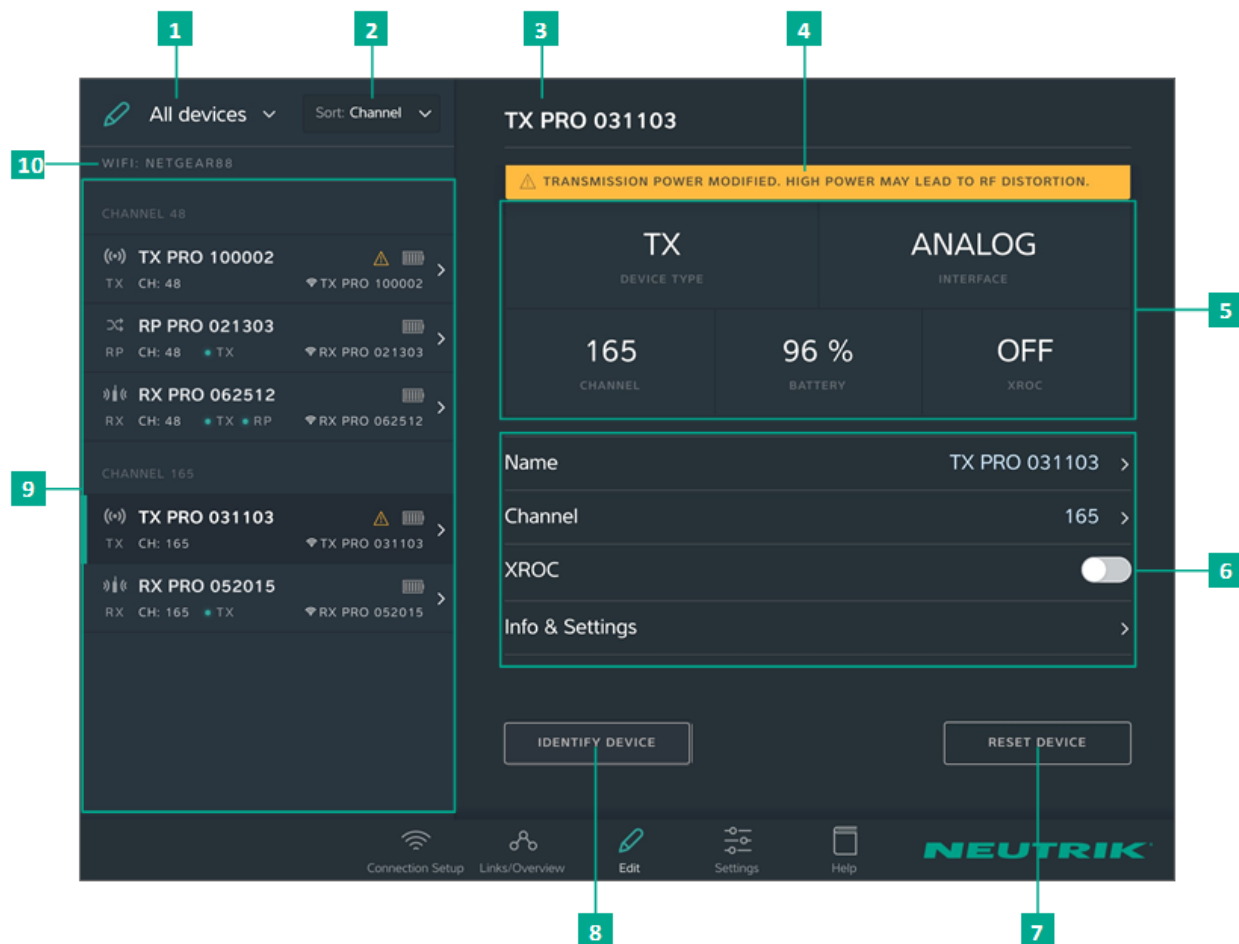 1
2
3
4
All devices
Sort: Channel
TX PRO 031103
10
WIFI: NETGEAR88
TRANSMISSION POWER MODIFIED. HIGH POWER MAY LEAD TO RF DISTORTION.
CHANNEL 48
TX PRO 100002
TX CH: 48 TX PRO 100002
RP PRO 021303
RP CH: 48 TX RX PRO 021303
RX PRO 062512
RX CH: 48 TX RP RX PRO 062512
CHANNEL 165
TX PRO 031103
TX CH: 165 TX PRO 031103
RX PRO 052015
RX CH: 165 TX RX PRO 052015
9
TX
DEVICE TYPE
ANALOG
INTERFACE
165
CHANNEL
96 %
BATTERY
OFF
XROC
5
Name TX PRO 031103
Channel 165
XROC
Info & Settings
6
IDENTIFY DEVICE
RESET DEVICE
Connection Setup
Links/Overview
Edit
Settings
Help
NEUTRIK
8
7